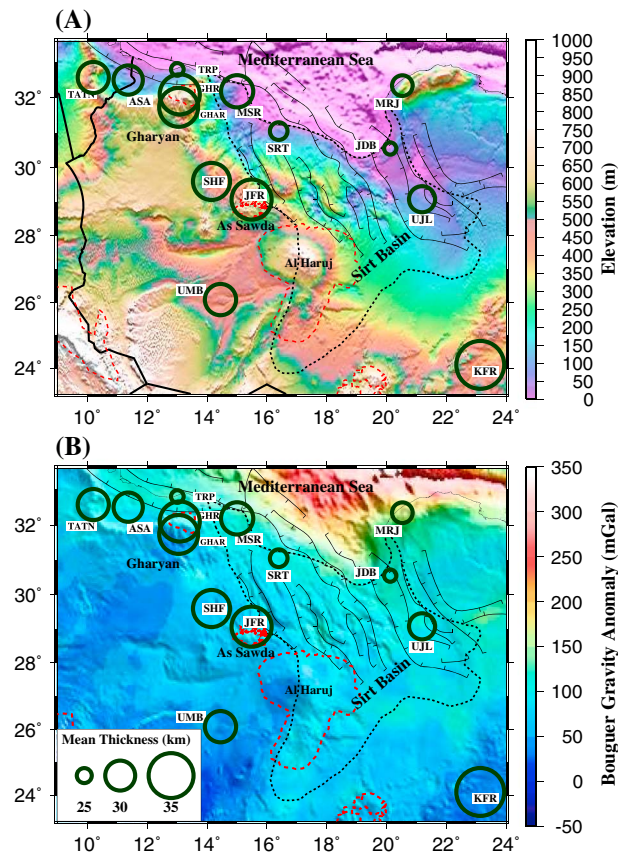 (A)
1000
950
900
850
800
750
700
650
600
550
500
450
400
350
300
250
200
150
100
50
0
Elevation (m)
Mediterranean Sea
TATN
ASA
TRP
GHR
GHAR
Gharyan
MSR
SRT
MRJ
JDB
SHF
JFR
As Sawda
UJL
UMB
Al Haruj
Sirt Basin
KFR
32°
30°
28°
26°
24°
10° 12° 14° 16° 18° 20° 22° 24°
(B)
350
300
250
200
150
100
50
0
-50
Bouguer Gravity Anomaly (mGal)
Mediterranean Sea
TATN
ASA
TRP
GHR
GHAR
Gharyan
MSR
SRT
MRJ
JDB
SHF
JFR
As Sawda
UJL
UMB
Al Haruj
Sirt Basin
KFR
Mean Thickness (km)
25 30 35
32°
30°
28°
26°
24°
10° 12° 14° 16° 18° 20° 22° 24°